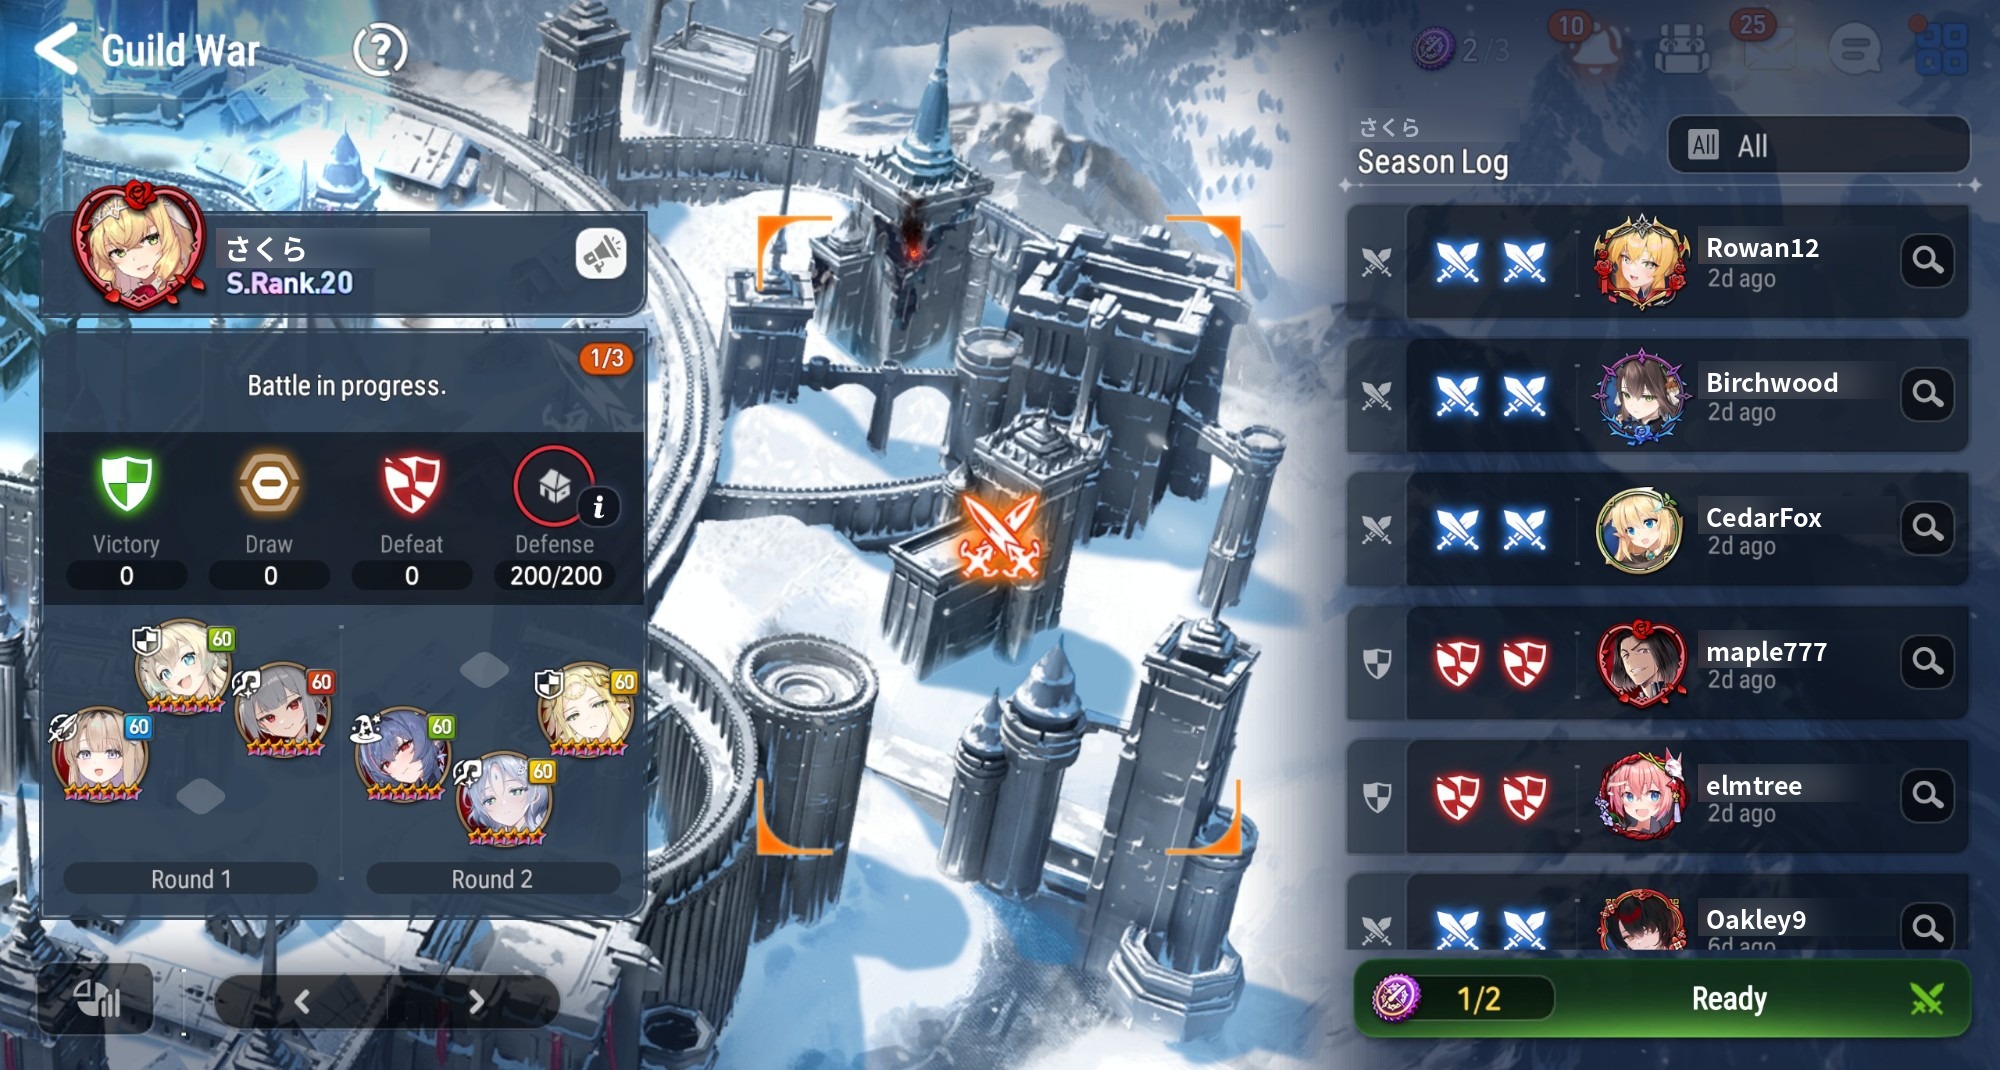 Guild War
?
2/3
10
25
さくら
Season Log
All All
さくら
S.Rank.20
1/3
Battle in progress.
Victory
Draw
Defeat
Defense
0
0
0
200/200
i
60
60
60
60
60
60
Round 1
Round 2
Rowan12
2d ago
Birchwood
2d ago
CedarFox
2d ago
maple777
2d ago
elmtree
2d ago
Oakley9
6d ago
1/2
Ready